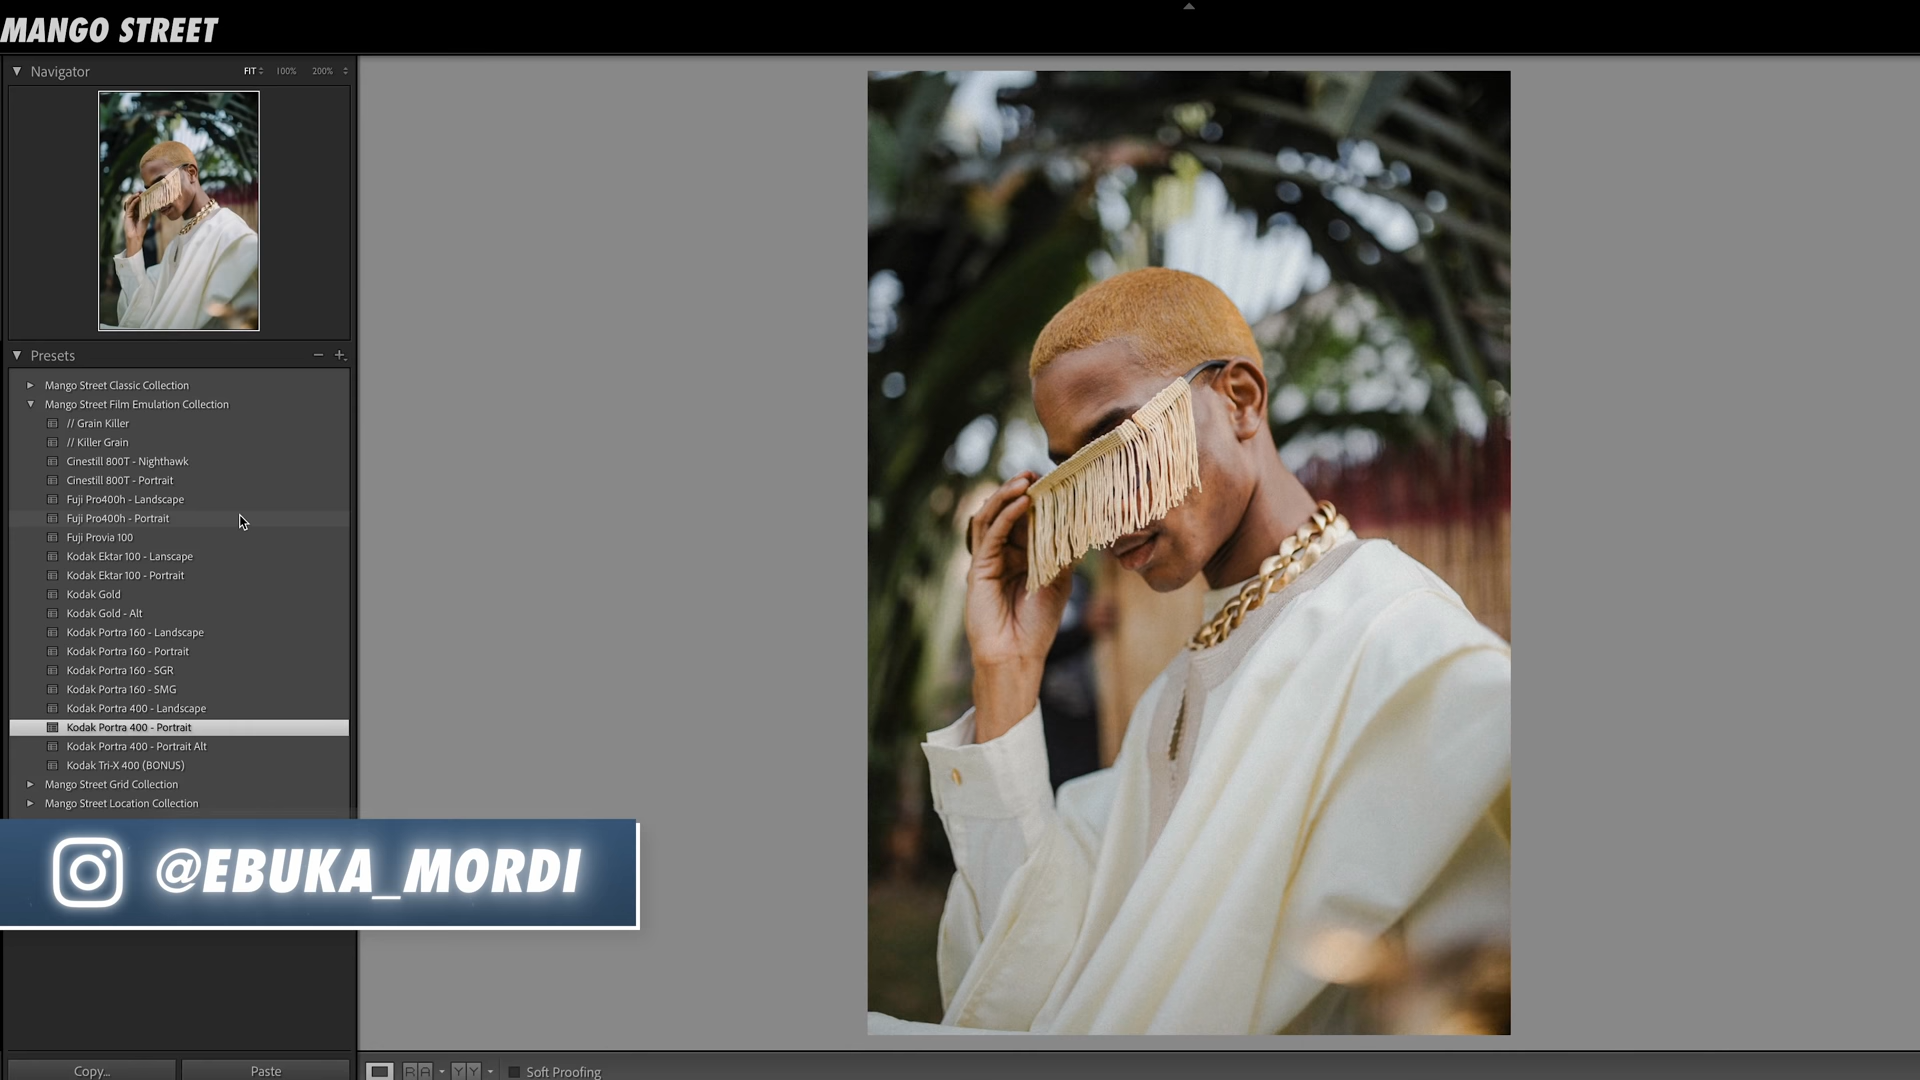 MANGO STREET
Navigator
FIT 100% 200%
Presets
Mango Street Classic Collection
Mango Street Film Emulation Collection
// Grain Killer
// Killer Grain
Cinestill 800T - Nighthawk
Cinestill 800T - Portrait
Fuji Pro400h - Landscape
Fuji Pro400h - Portrait
Fuji Provia 100
Kodak Ektar 100 - Lanscape
Kodak Ektar 100 - Portrait
Kodak Gold
Kodak Gold - Alt
Kodak Portra 160 - Landscape
Kodak Portra 160 - Portrait
Kodak Portra 160 - SGR
Kodak Portra 160 - SMG
Kodak Portra 400 - Landscape
Kodak Portra 400 - Portrait
Kodak Portra 400 - Portrait Alt
Kodak Tri-X 400 (BONUS)
Mango Street Grid Collection
Mango Street Location Collection
@EBUKA_MORDI
Copy... Paste
RA YY Soft Proofing